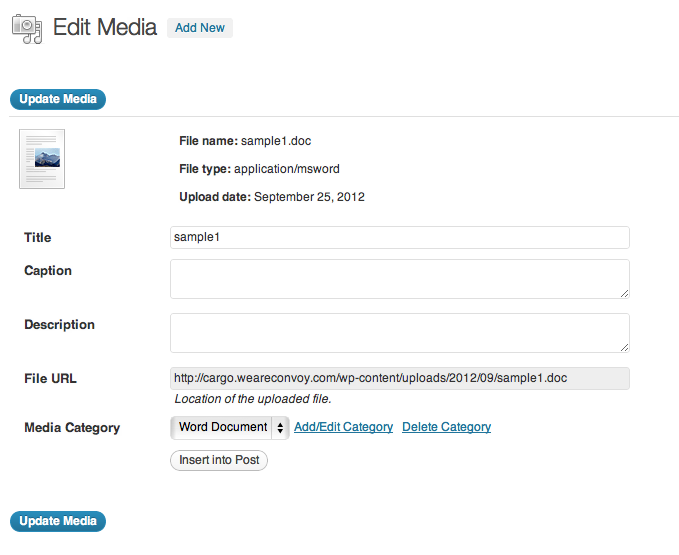 Edit Media Add New
Update Media
File name: sample1.doc
File type: application/msword
Upload date: September 25, 2012
Title sample1
Caption
Description
File URL http://cargo.weareconvoy.com/wp-content/uploads/2012/09/sample1.doc
Location of the uploaded file.
Media Category Word Document Add/Edit Category Delete Category
Insert into Post
Update Media